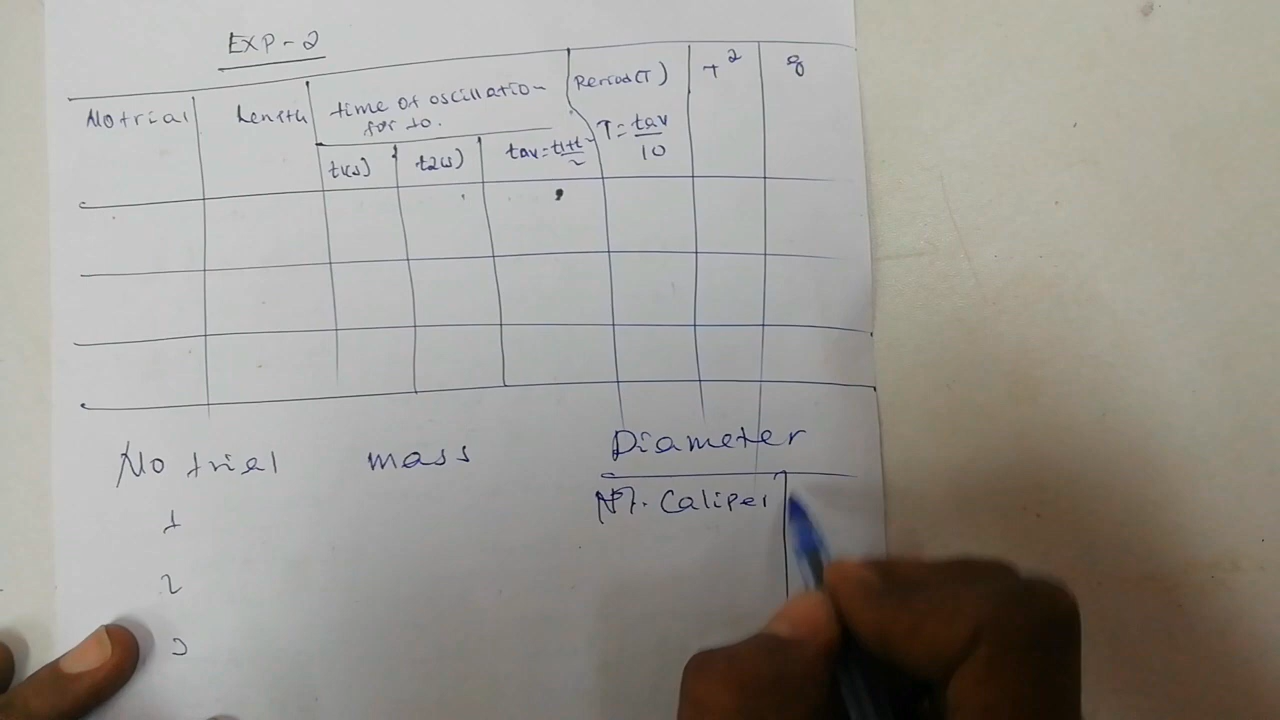 EXP-2
No trial Length time of oscillation for 10. Period(T) T² g
t1(s) t2(s) tav=t1+t2/2 T=tav/10
No trial mass Diameter
1 Caliper
2
3